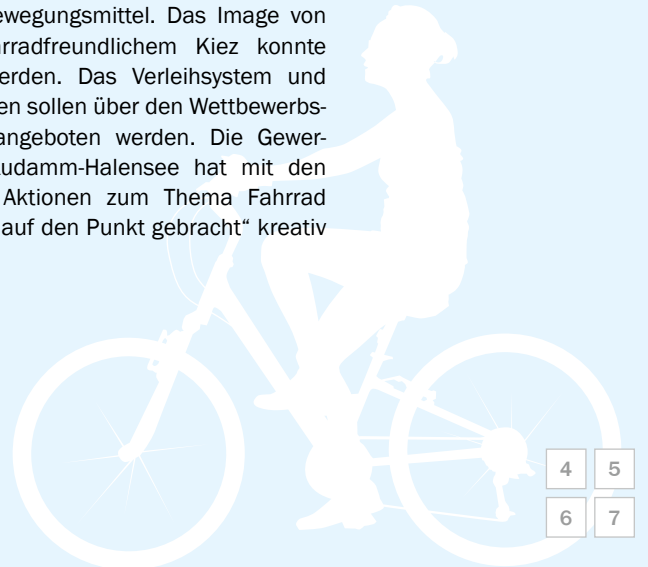 ewegungsmittel. Das Image von
rradfreundlichem Kiez konnte
erden. Das Verleihsystem und
en sollen über den Wettbewerbs-
angeboten werden. Die Gewer-
udamm-Halensee hat mit den
Aktionen zum Thema Fahrrad
auf den Punkt gebracht“ kreativ
4 5
6 7